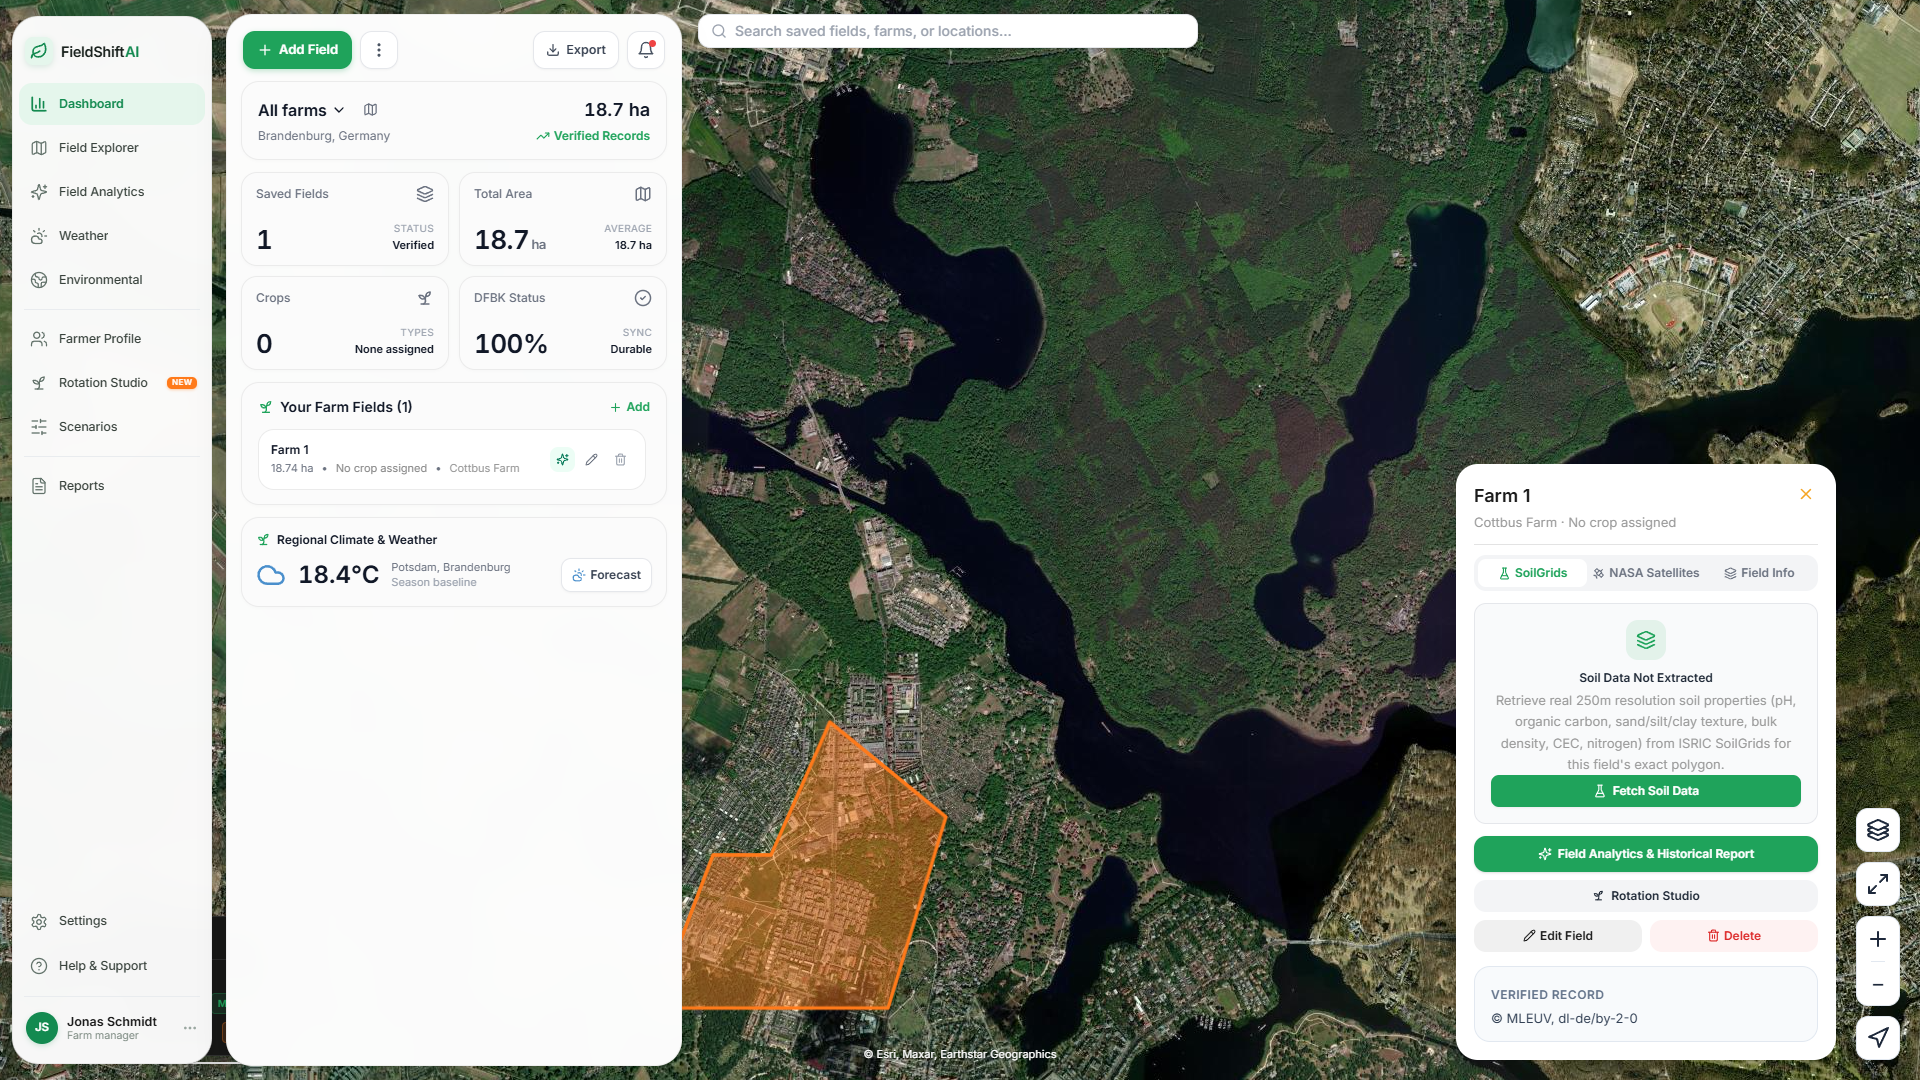 FieldShiftAI
Dashboard
Field Explorer
Field Analytics
Weather
Environmental
Farmer Profile
Rotation Studio NEW
Scenarios
Reports
Settings
Help & Support
JS
Jonas Schmidt
Farm manager
Add Field
Export
All farms
18.7 ha
Brandenburg, Germany
Verified Records
Saved Fields
1
STATUS
Verified
Total Area
18.7 ha
AVERAGE
18.7 ha
Crops
0
TYPES
None assigned
DFBK Status
100%
SYNC
Durable
Your Farm Fields (1)
Add
Farm 1
18.74 ha • No crop assigned • Cottbus Farm
Regional Climate & Weather
18.4°C
Potsdam, Brandenburg
Season baseline
Forecast
Search saved fields, farms, or locations...
Farm 1
Cottbus Farm · No crop assigned
SoilGrids
NASA Satellites
Field Info
Soil Data Not Extracted
Retrieve real 250m resolution soil properties (pH,
organic carbon, sand/silt/clay texture, bulk
density, CEC, nitrogen) from ISRIC SoilGrids for
this field's exact polygon.
Fetch Soil Data
Field Analytics & Historical Report
Rotation Studio
Edit Field
Delete
VERIFIED RECORD
© MLEUV, dl-de/by-2-0
© Esri, Maxar, Earthstar Geographics